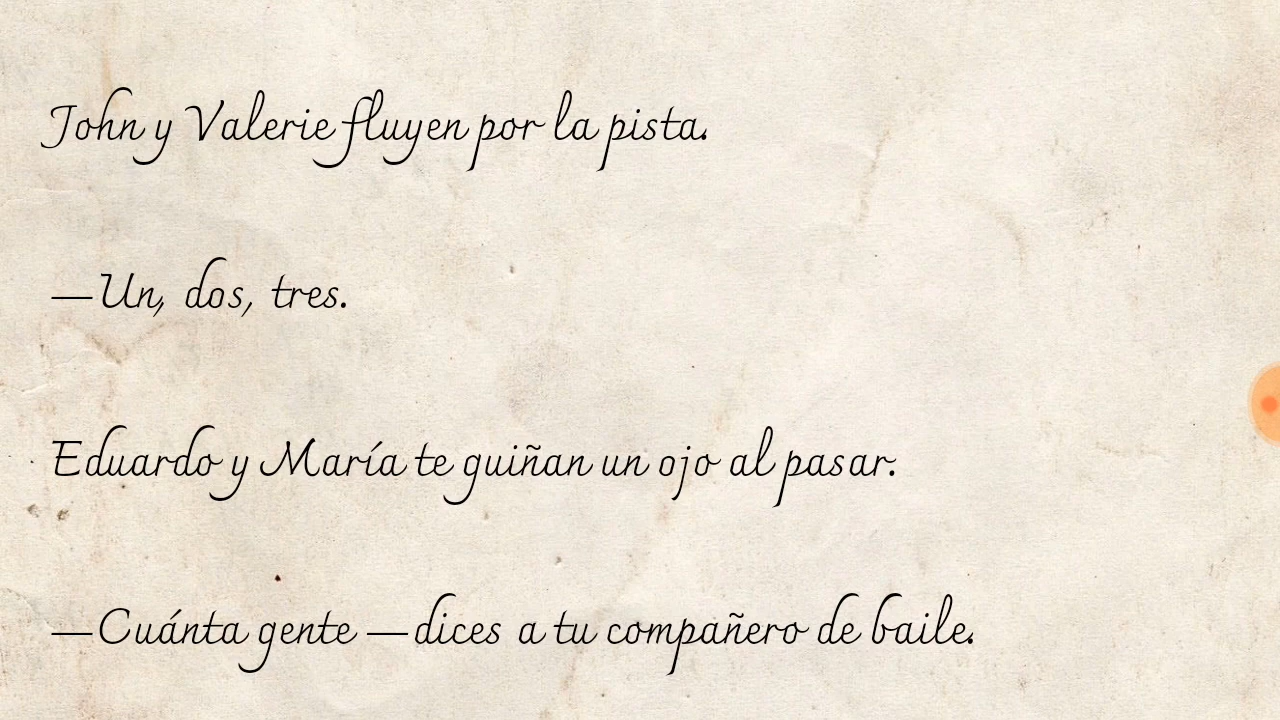 John y Valerie fluyen por la pista.
—Un, dos, tres.
Eduardo y María te guiñan un ojo al pasar.
—Cuánta gente —dices a tu compañero de baile.